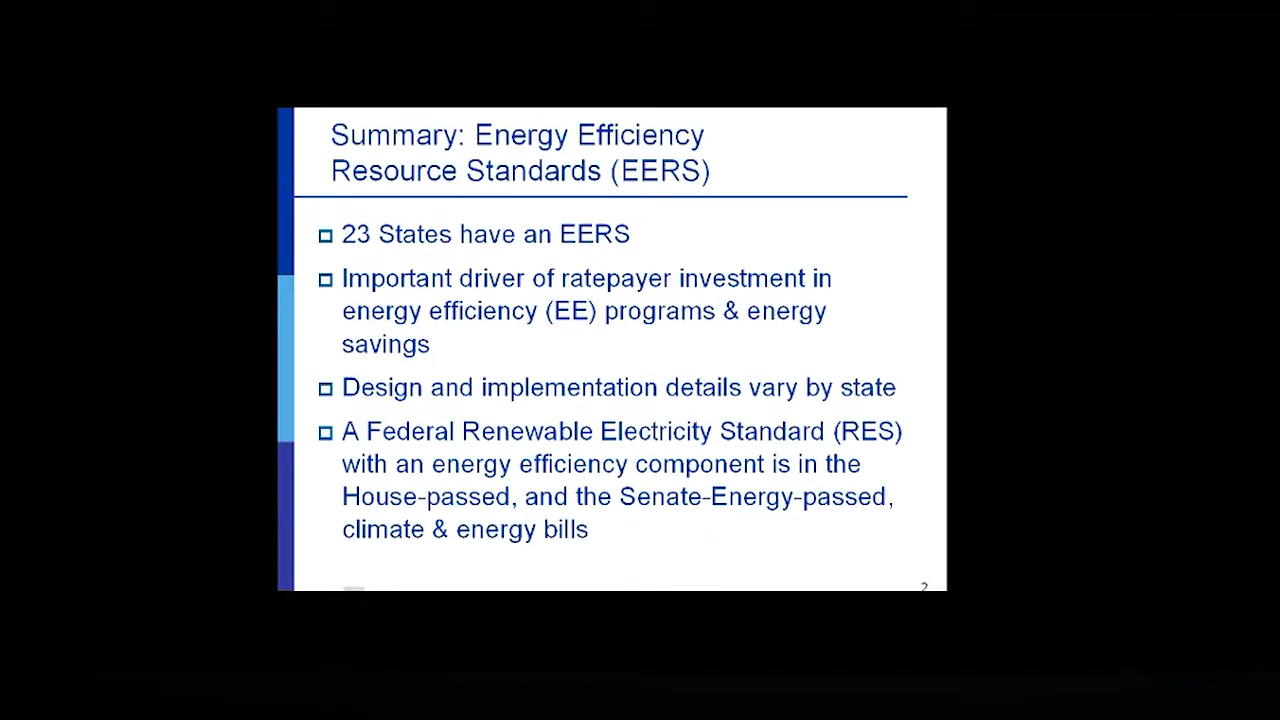 Summary: Energy Efficiency
Resource Standards (EERS)
23 States have an EERS
Important driver of ratepayer investment in
energy efficiency (EE) programs & energy
savings
Design and implementation details vary by state
A Federal Renewable Electricity Standard (RES)
with an energy efficiency component is in the
House-passed, and the Senate-Energy-passed,
climate & energy bills
2